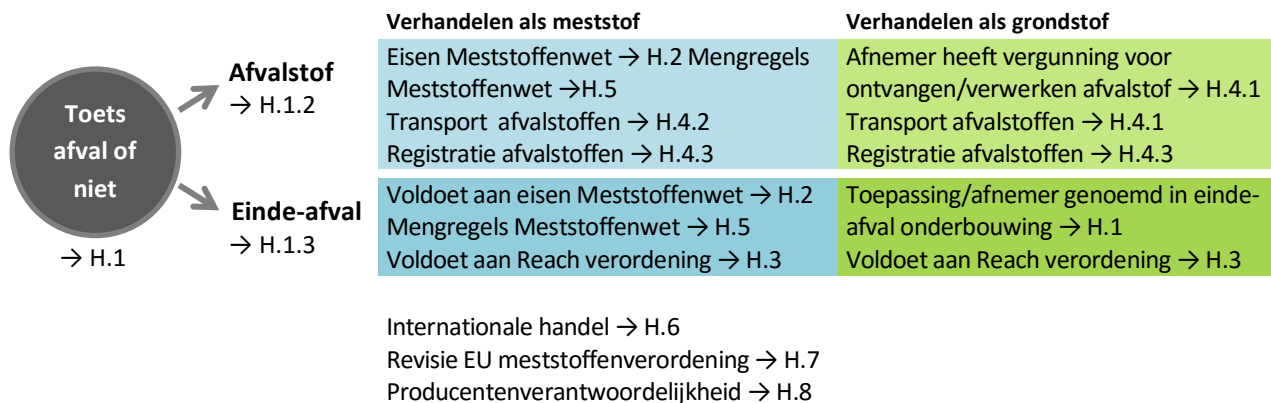 Toets
afval of
niet
→ H.1
Afvalstof
→ H.1.2
Einde-afval
→ H.1.3
Verhandelen als meststof
Eisen Meststoffenwet → H.2 Mengregels
Meststoffenwet →H.5
Transport afvalstoffen → H.4.2
Registratie afvalstoffen → H.4.3
Voldoet aan eisen Meststoffenwet → H.2
Mengregels Meststoffenwet → H.5
Voldoet aan Reach verordening → H.3
Verhandelen als grondstof
Afnemer heeft vergunning voor
ontvangen/verwerken afvalstof → H.4.1
Transport afvalstoffen → H.4.1
Registratie afvalstoffen → H.4.3
Toepassing/afnemer genoemd in einde-
afval onderbouwing → H.1
Voldoet aan Reach verordening → H.3
Internationale handel → H.6
Revisie EU meststoffenverordening → H.7
Producentenverantwoordelijkheid → H.8